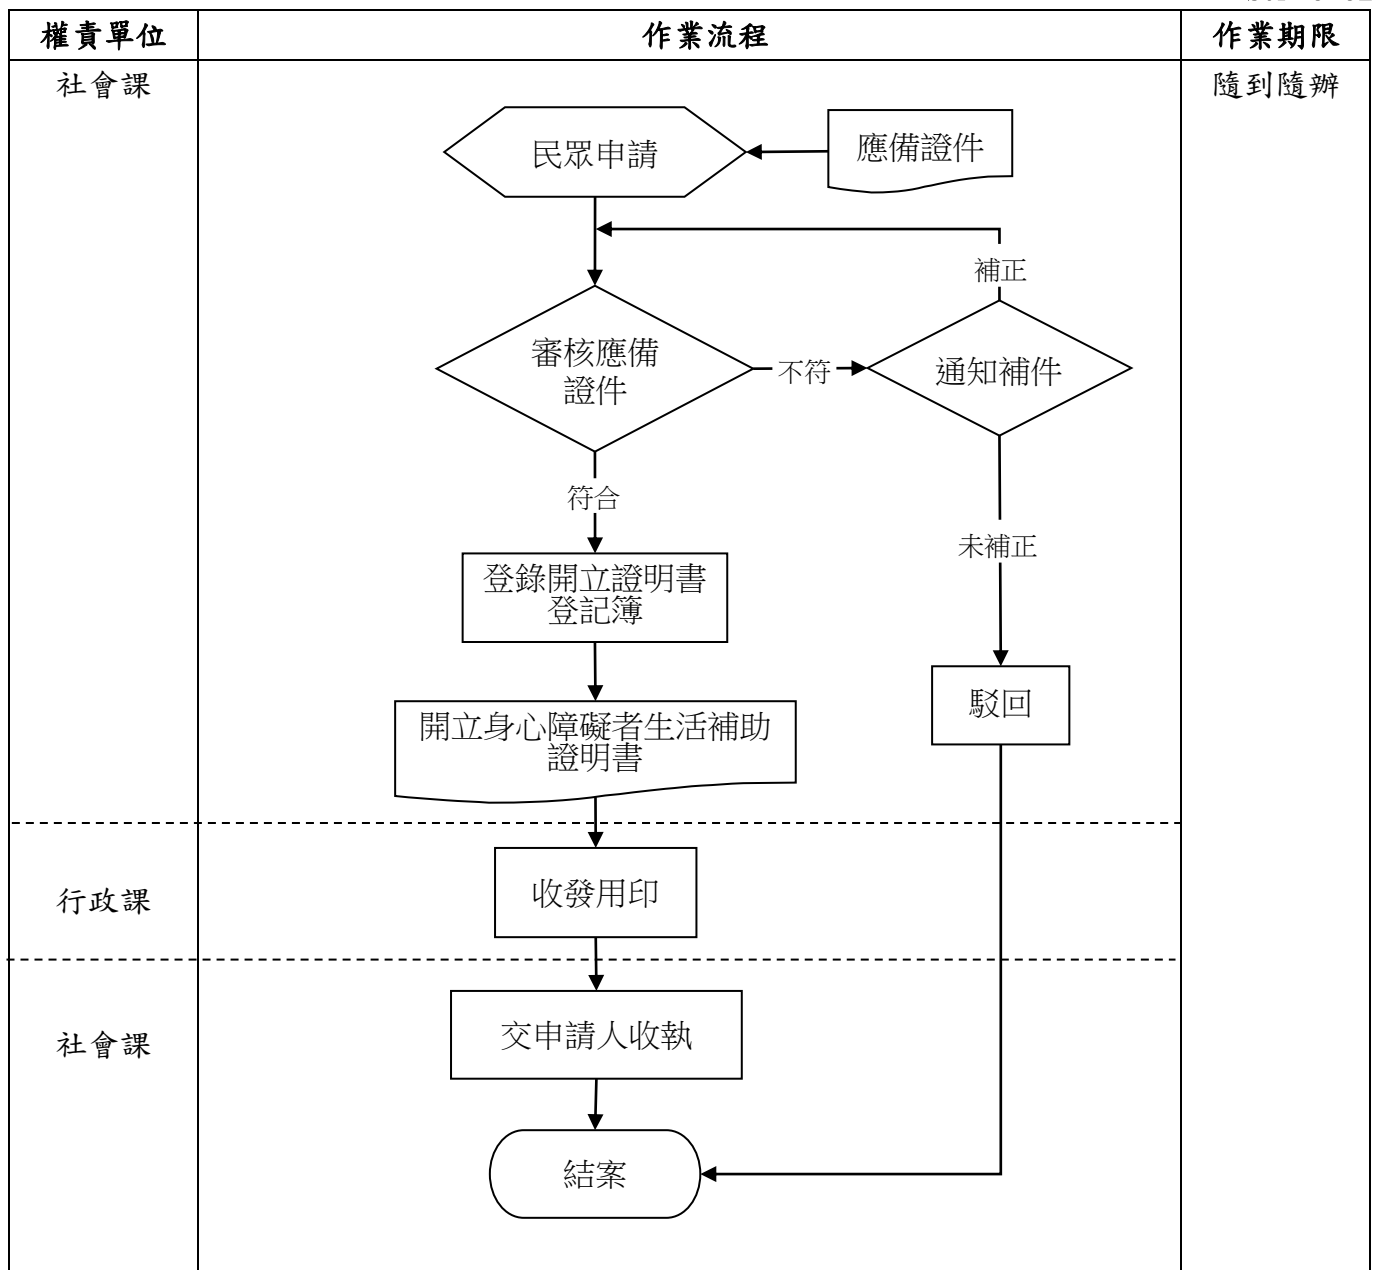 權責單位
作業流程
作業期限
社會課
隨到隨辦
民眾申請
應備證件
補正
審核應備
證件
不符
通知補件
符合
未補正
登錄開立證明書
登記簿
駁回
開立身心障礙者生活補助
證明書
行政課
收發用印
社會課
交申請人收執
結案